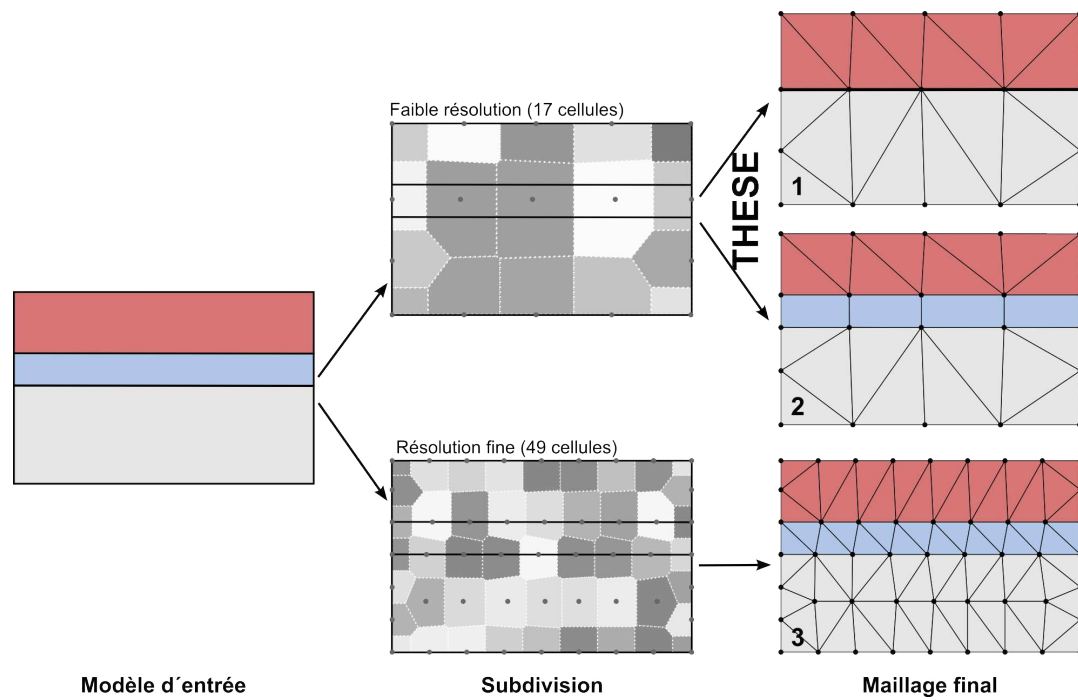 Faible résolution (17 cellules)
THESE
1
2
Résolution fine (49 cellules)
3
Modèle d´entrée
Subdivision
Maillage final